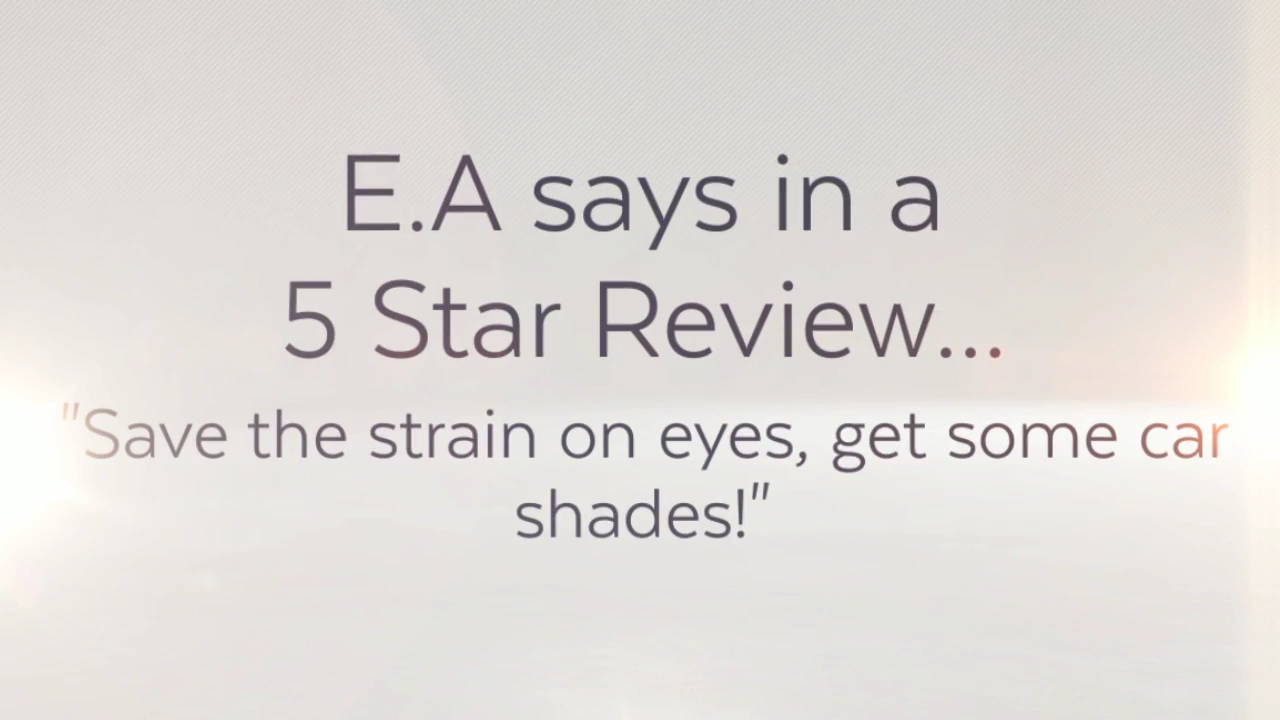 E.A says in a
5 Star Review...
"Save the strain on eyes, get some car
shades!"